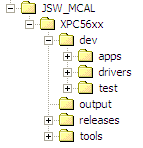 JSW_MCAL
XPC56xx
dev
apps
drivers
test
output
releases
tools